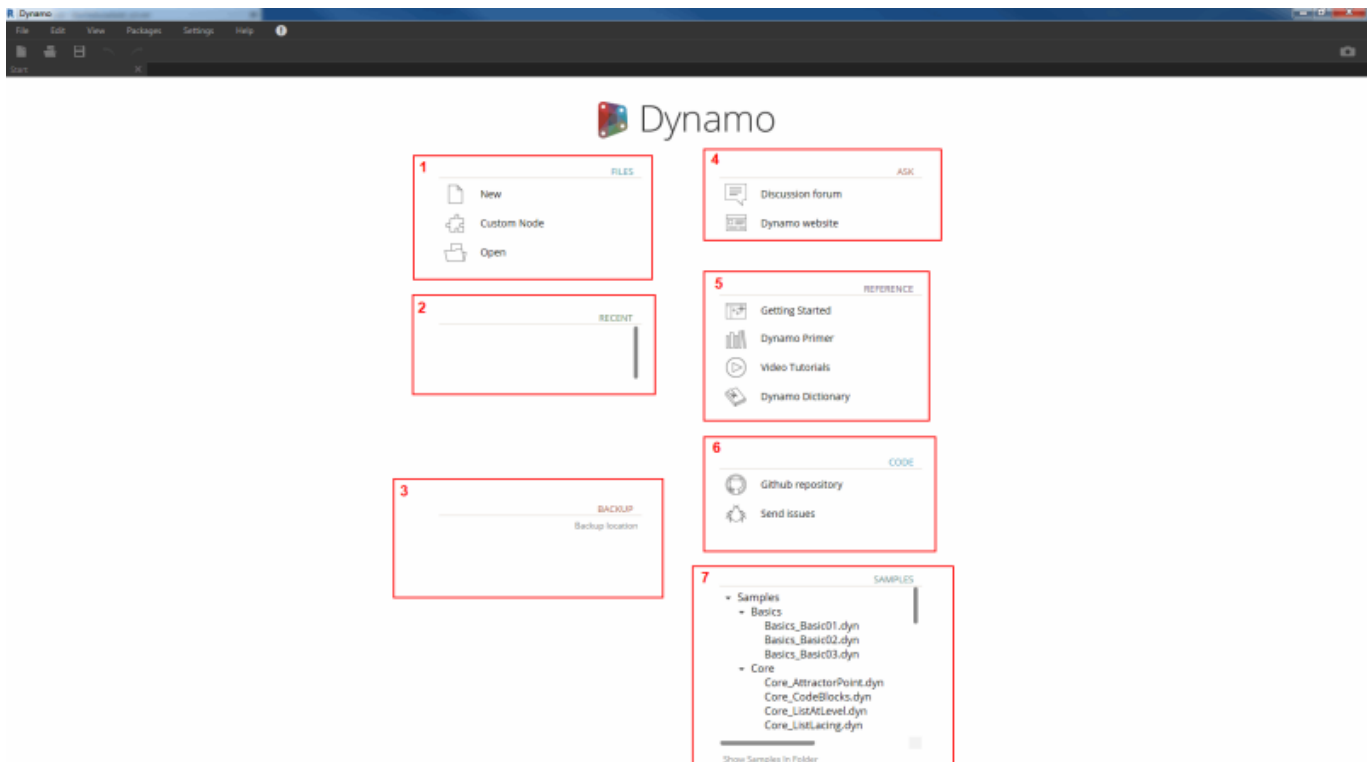 Dynamo
File Edit View Packages Settings Help
Start
Dynamo
1
FILES
New
Custom Node
Open
2
RECENT
3
BACKUP
Backup location
4
ASK
Discussion forum
Dynamo website
5
REFERENCE
Getting Started
Dynamo Primer
Video Tutorials
Dynamo Dictionary
6
CODE
Github repository
Send issues
7
SAMPLES
Samples
Basics
Basics_Basic01.dyn
Basics_Basic02.dyn
Basics_Basic03.dyn
Core
Core_AttractorPoint.dyn
Core_CodeBlocks.dyn
Core_ListAtLevel.dyn
Core_ListLacing.dyn
Show Samples In Folder